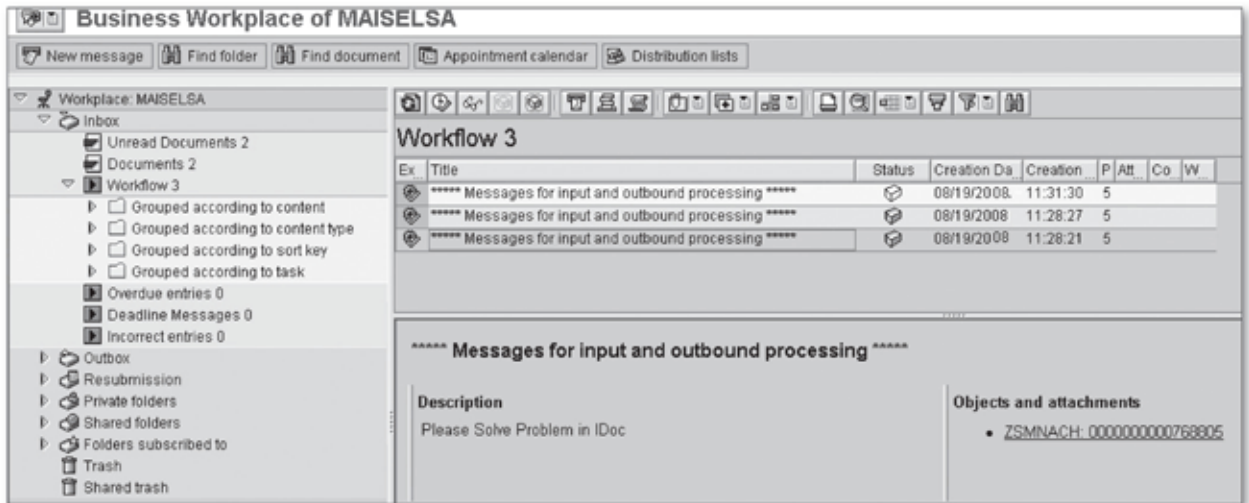 Business Workplace of MAISELSA
New message Find folder Find document Appointment calendar Distribution lists
Workplace: MAISELSA
Inbox
Unread Documents 2
Documents 2
Workflow 3
Grouped according to content
Grouped according to content type
Grouped according to sort key
Grouped according to task
Overdue entries 0
Deadline Messages 0
Incorrect entries 0
Outbox
Resubmission
Private folders
Shared folders
Folders subscribed to
Trash
Shared trash
Workflow 3
Ex... Title Status Creation Da... Creation ... P Att... Co... W...
***** Messages for input and outbound processing ***** 08/19/2008. 11:31:30 5
***** Messages for input and outbound processing ***** 08/19/2008 11:28:27 5
***** Messages for input and outbound processing ***** 08/19/2008 11:28:21 5
***** Messages for input and outbound processing *****
Description
Please Solve Problem in IDoc
Objects and attachments
• ZSMNACH: 0000000000768805